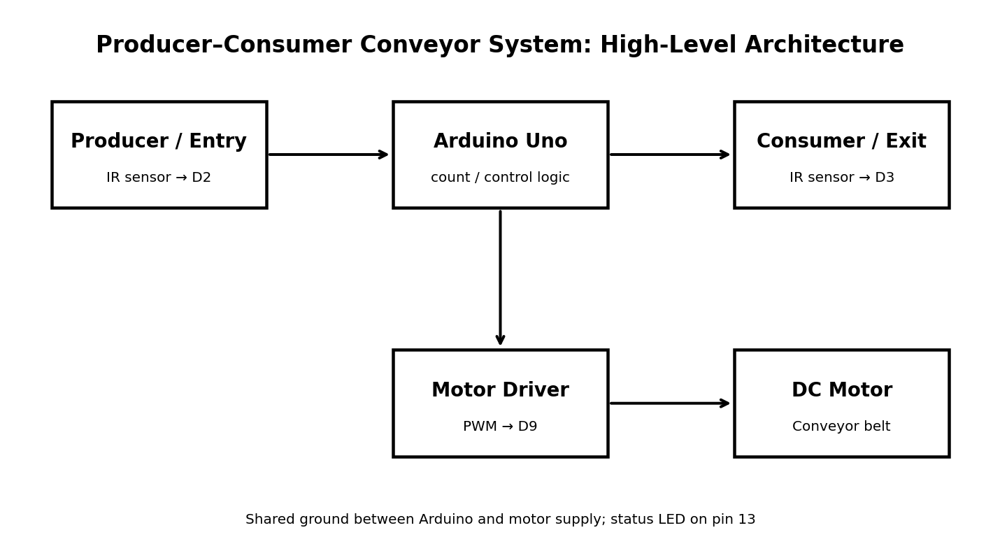 Producer–Consumer Conveyor System: High-Level Architecture
Producer / Entry
IR sensor → D2
Arduino Uno
count / control logic
Consumer / Exit
IR sensor → D3
Motor Driver
PWM → D9
DC Motor
Conveyor belt
Shared ground between Arduino and motor supply; status LED on pin 13